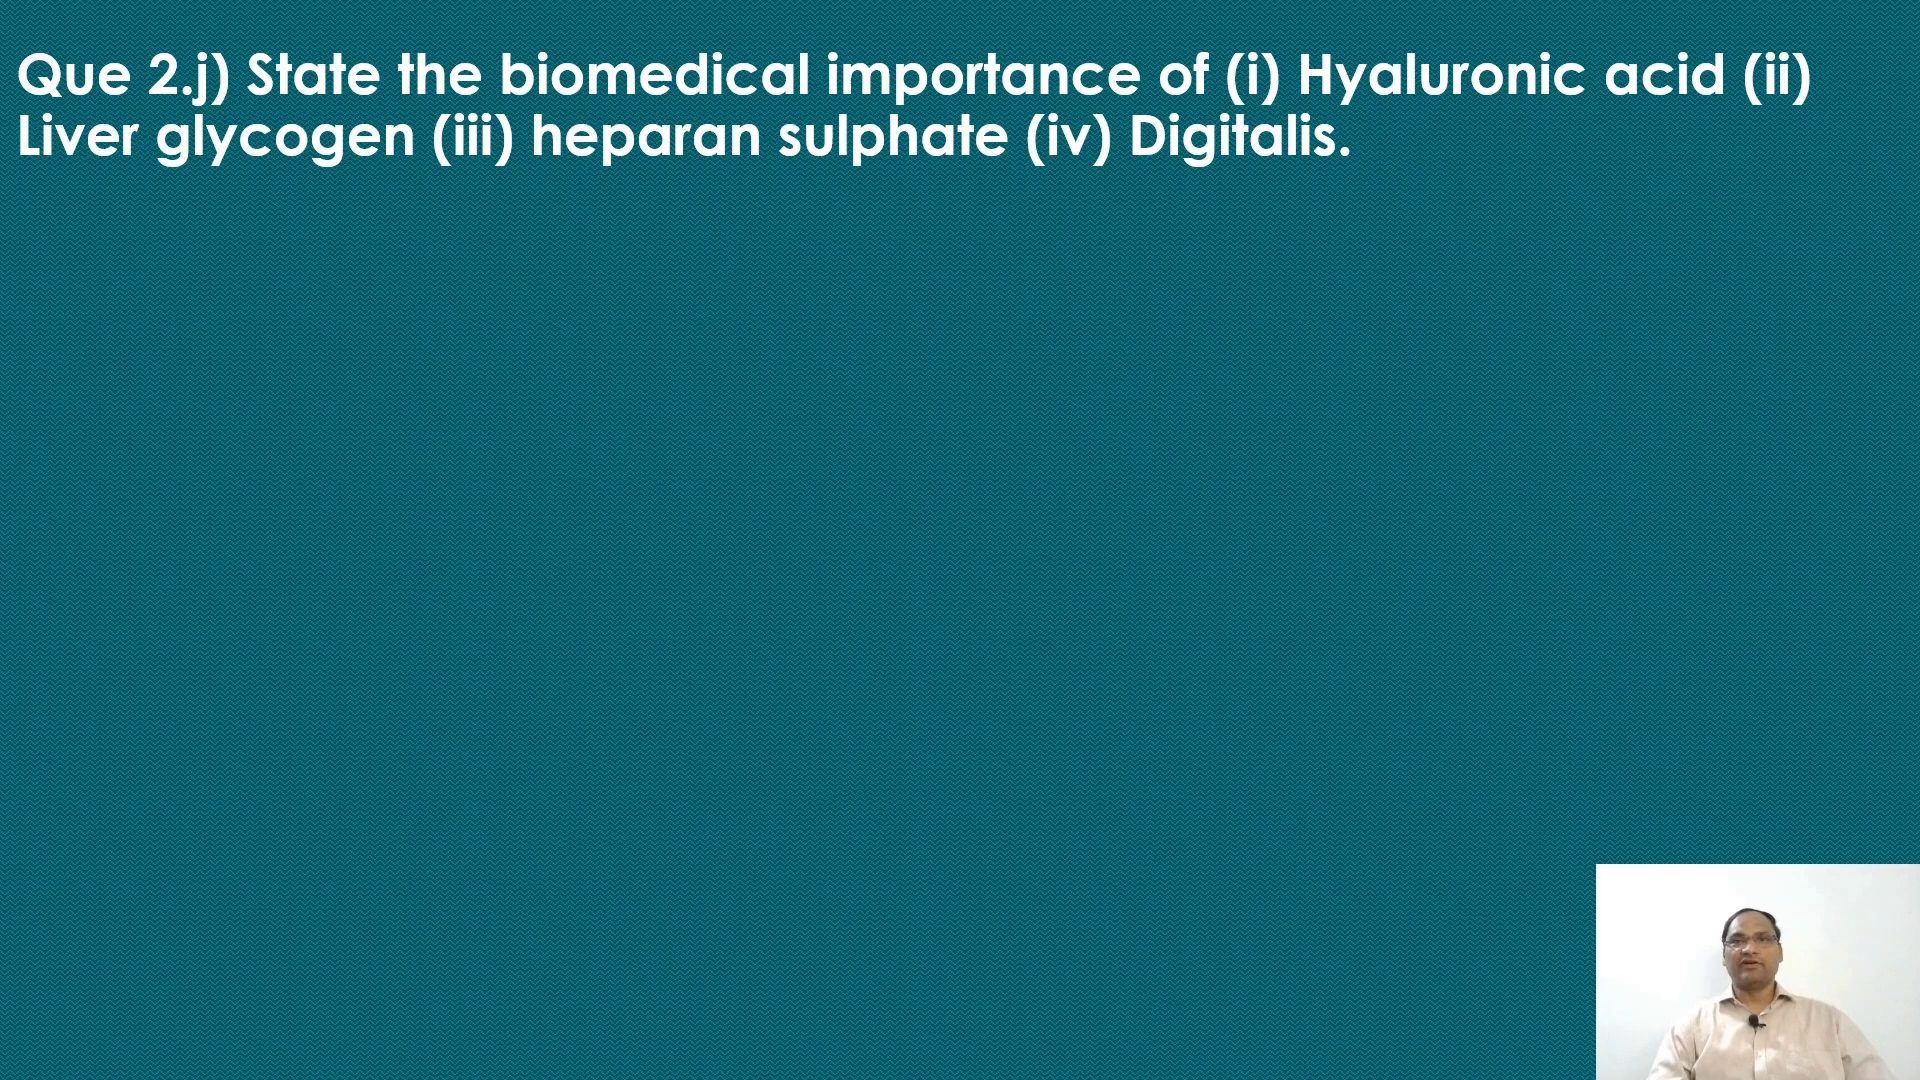 Que 2.j) State the biomedical importance of (i) Hyaluronic acid (ii)
Liver glycogen (iii) heparan sulphate (iv) Digitalis.